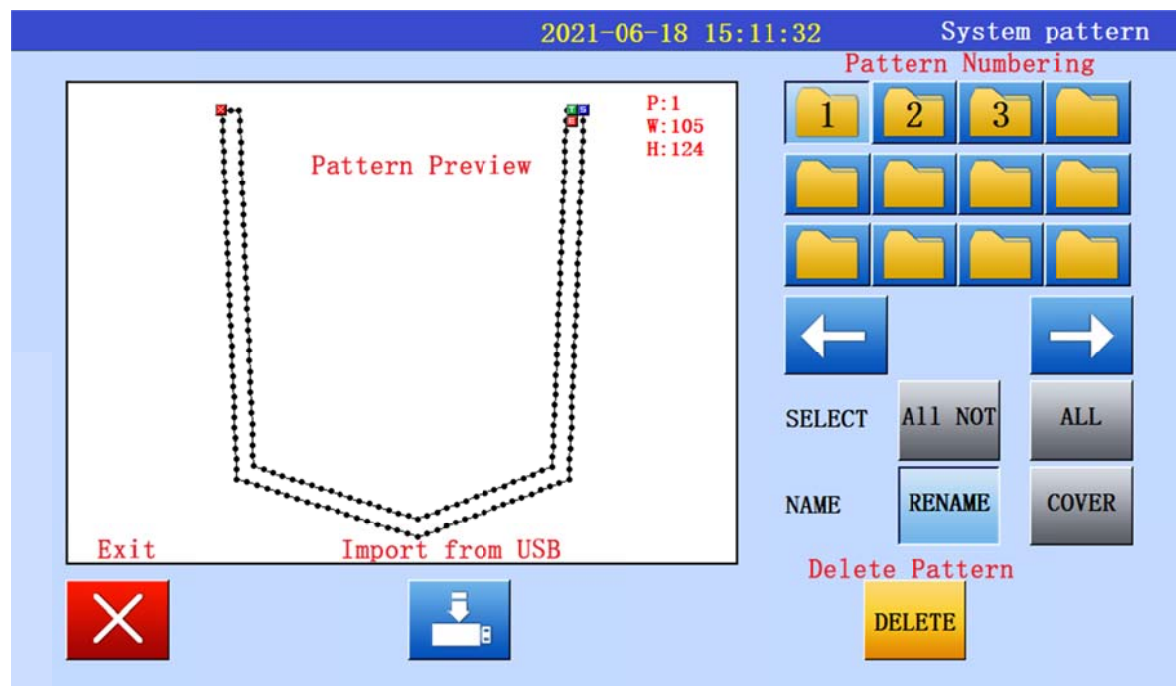 2021-06-18 15:11:32 System pattern
Pattern Numbering
1 2 3
P:1
W:105
H:124
T S
Pattern Preview
SELECT All NOT ALL
NAME RENAME COVER
Exit Import from USB
Delete Pattern
DELETE